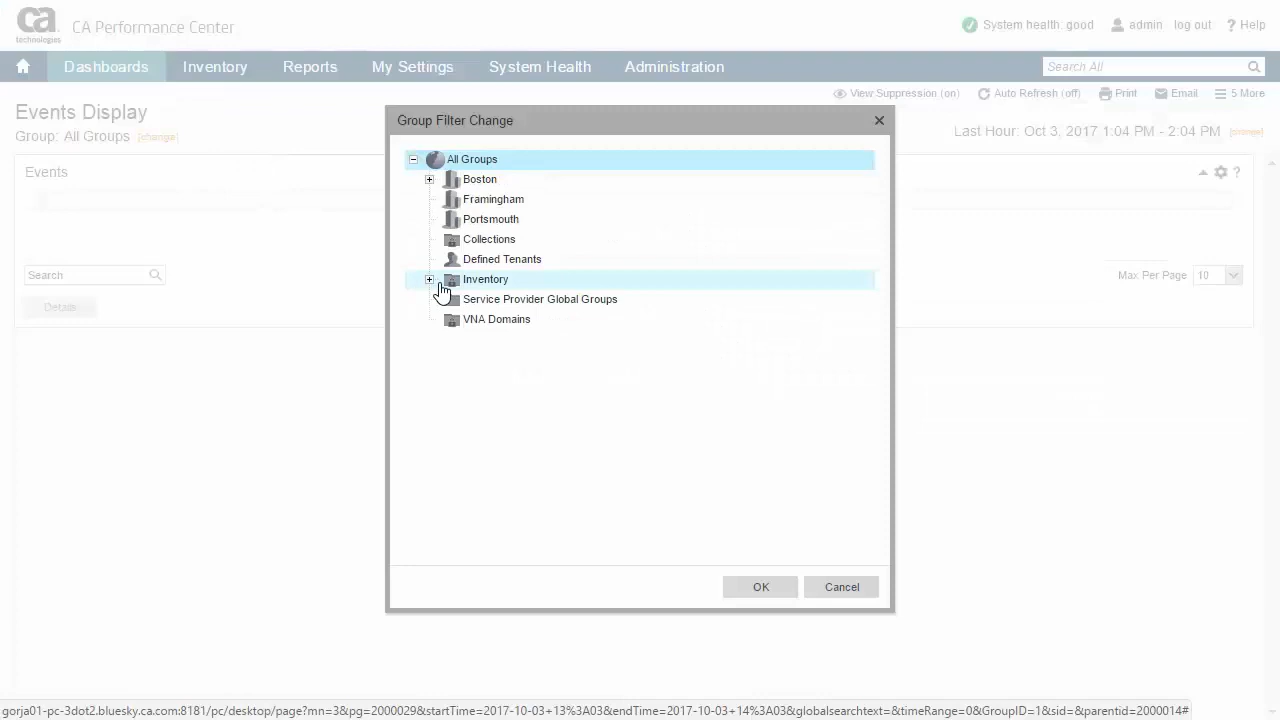 ca
technologies
CA Performance Center
System health: good
admin
log out
? Help
Dashboards
Inventory
Reports
My Settings
System Health
Administration
Search All
View Suppression (on)
Auto Refresh (off)
Print
Email
5 More
Events Display
Group: All Groups [change]
Last Hour: Oct 3, 2017 1:04 PM - 2:04 PM [change]
Events
?
Search
Max Per Page
10
Details
Group Filter Change
All Groups
Boston
Framingham
Portsmouth
Collections
Defined Tenants
Inventory
Service Provider Global Groups
VNA Domains
OK
Cancel
gorja01-pc-3dot2.bluesky.ca.com:8181/pc/desktop/page?mn=3&pg=2000029&startTime=2017-10-03+13%3A03&endTime=2017-10-03+14%3A03&globalsearchtext=&timeRange=0&GroupID=1&sid=&parentid=2000014#